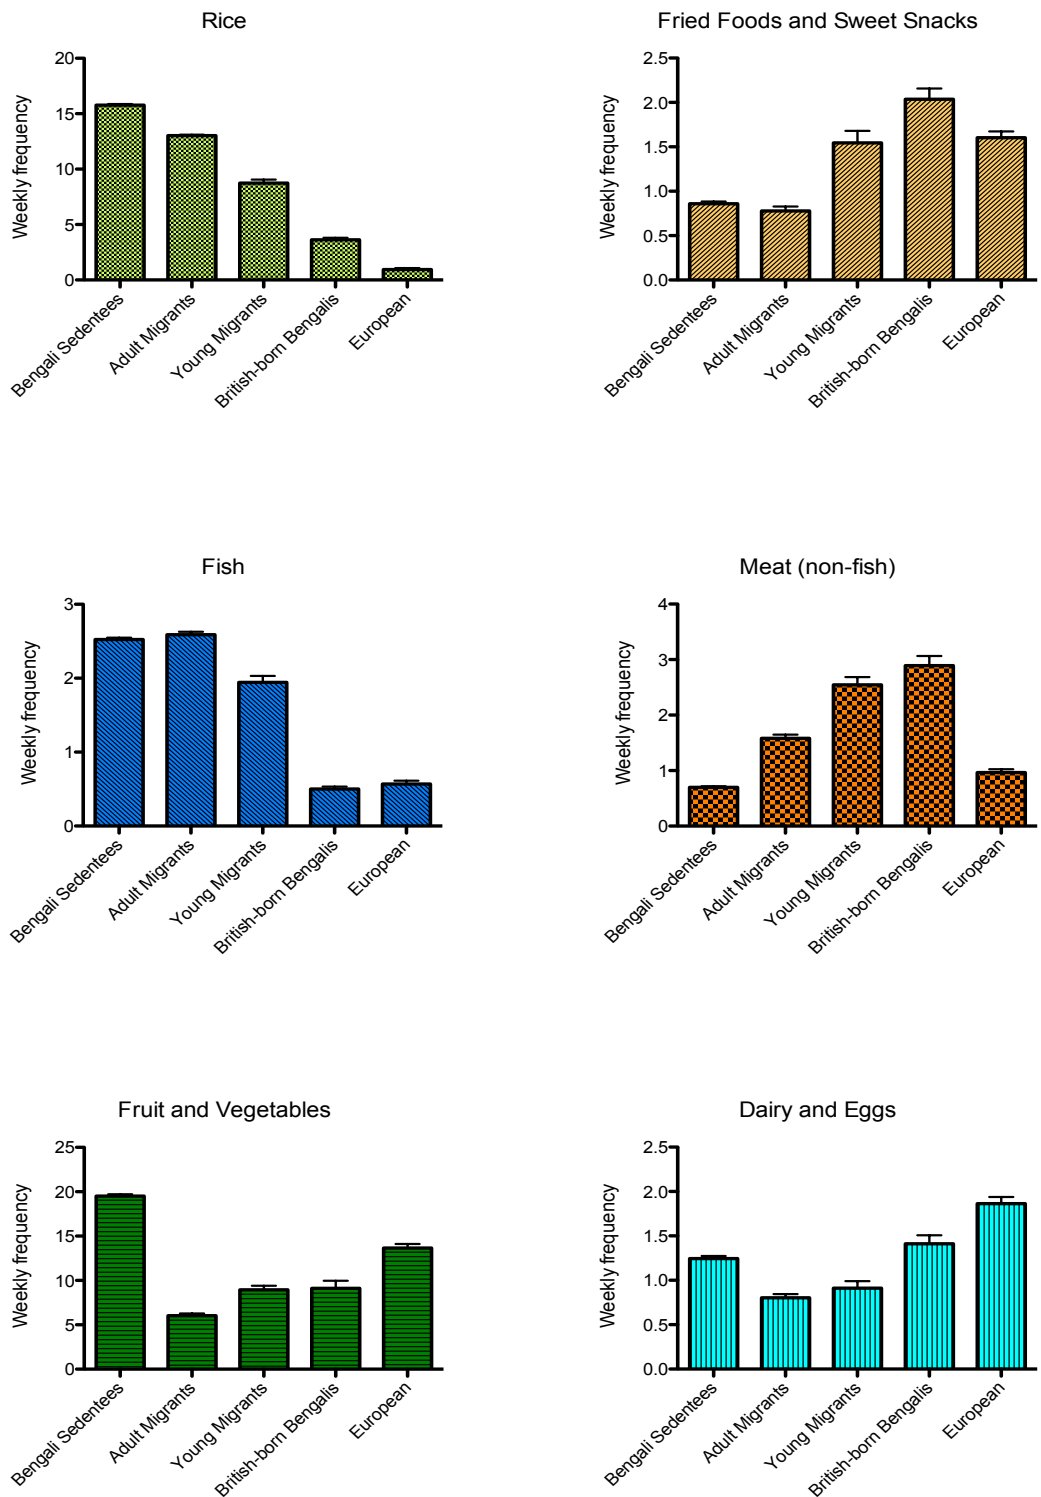 Rice
Weekly frequency
20
15
10
5
0
Bengali Sedentees
Adult Migrants
Young Migrants
British-born Bengalis
European
Fried Foods and Sweet Snacks
Weekly frequency
2.5
2.0
1.5
1.0
0.5
0.0
Bengali Sedentees
Adult Migrants
Young Migrants
British-born Bengalis
European
Fish
Weekly frequency
3
2
1
0
Bengali Sedentees
Adult Migrants
Young Migrants
British-born Bengalis
European
Meat (non-fish)
Weekly frequency
4
3
2
1
0
Bengali Sedentees
Adult Migrants
Young Migrants
British-born Bengalis
European
Fruit and Vegetables
Weekly frequency
25
20
15
10
5
0
Bengali Sedentees
Adult Migrants
Young Migrants
British-born Bengalis
European
Dairy and Eggs
Weekly frequency
2.5
2.0
1.5
1.0
0.5
0.0
Bengali Sedentees
Adult Migrants
Young Migrants
British-born Bengalis
European